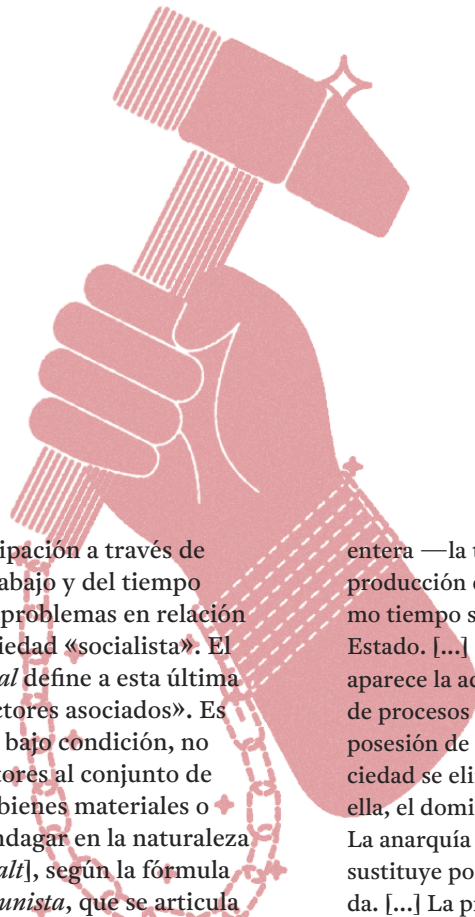 ipación a través de
abajo y del tiempo
problemas en relación
iedad «socialista». El
al define a esta última
ctores asociados». Es
bajo condición, no
tores al conjunto de
bienes materiales o
ndagar en la naturaleza
alt], según la fórmula
unista, que se articula
entera —la t
producción e
mo tiempo s
Estado. [...]
aparece la ad
de procesos
posesión de
ciedad se eli
ella, el domi
La anarquía
sustituye po
da. [...] La pr